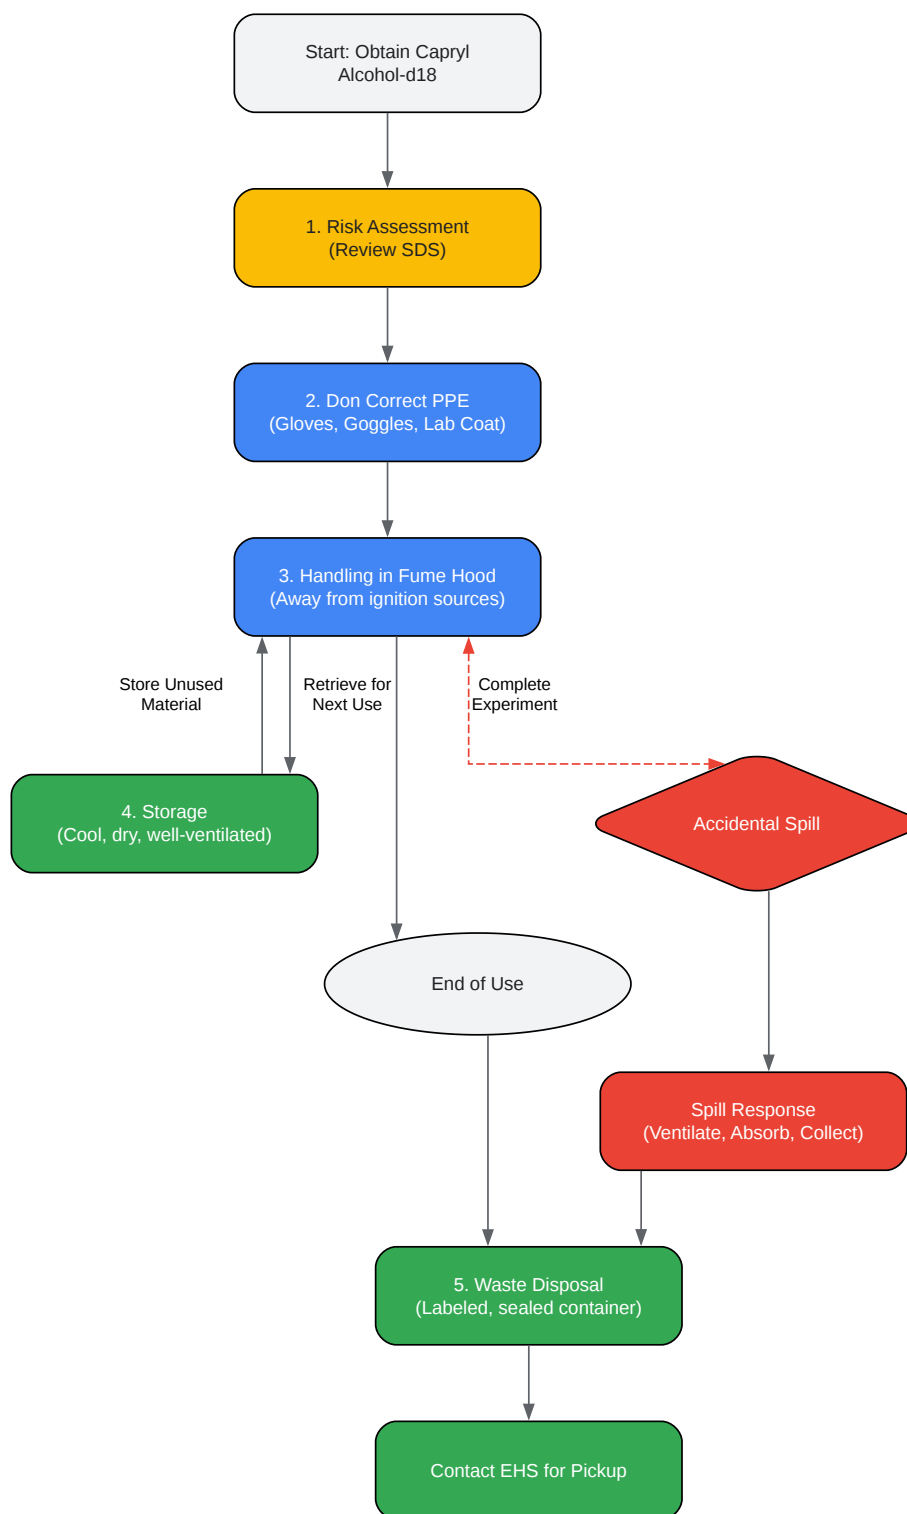 Start: Obtain Capryl
Alcohol-d18
1. Risk Assessment
(Review SDS)
2. Don Correct PPE
(Gloves, Goggles, Lab Coat)
3. Handling in Fume Hood
(Away from ignition sources)
Store Unused
Material
Retrieve for
Next Use
Complete
Experiment
4. Storage
(Cool, dry, well-ventilated)
Accidental Spill
End of Use
Spill Response
(Ventilate, Absorb, Collect)
5. Waste Disposal
(Labeled, sealed container)
Contact EHS for Pickup